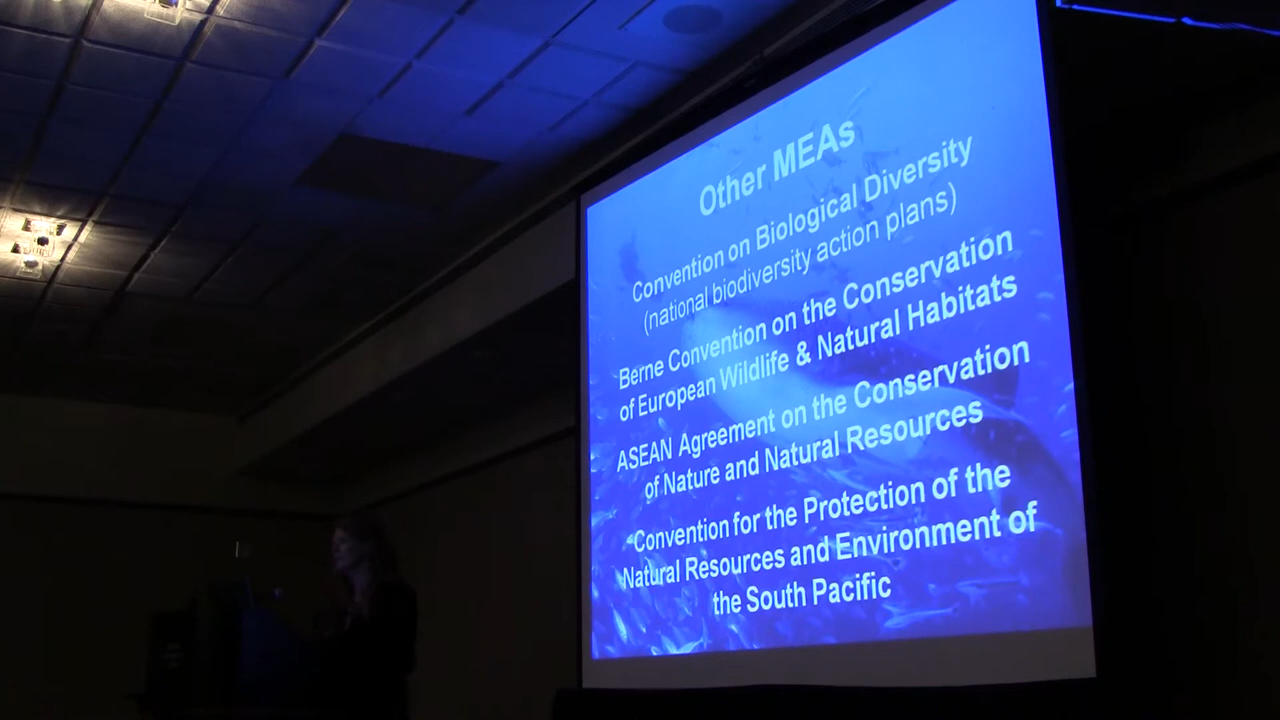 Other MEAs
Convention on Biological Diversity
(national biodiversity action plans)
Berne Convention on the Conservation
of European Wildlife & Natural Habitats
ASEAN Agreement on the Conservation
of Nature and Natural Resources
Convention for the Protection of the
Natural Resources and Environment of
the South Pacific